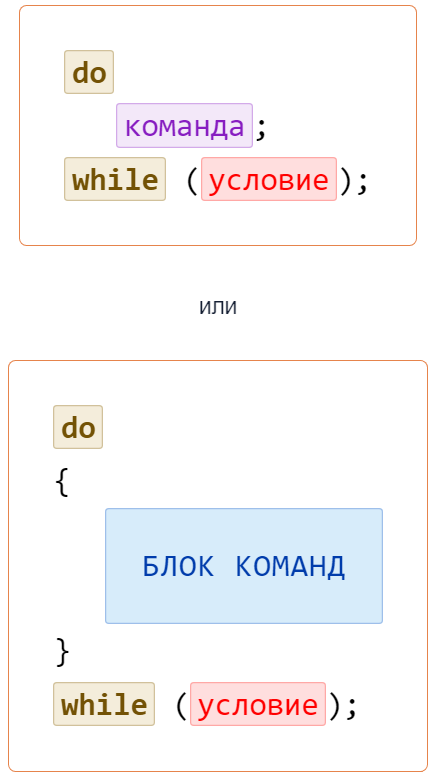 do
команда;
while (условие);
или
do
{
БЛОК КОМАНД
}
while (условие);